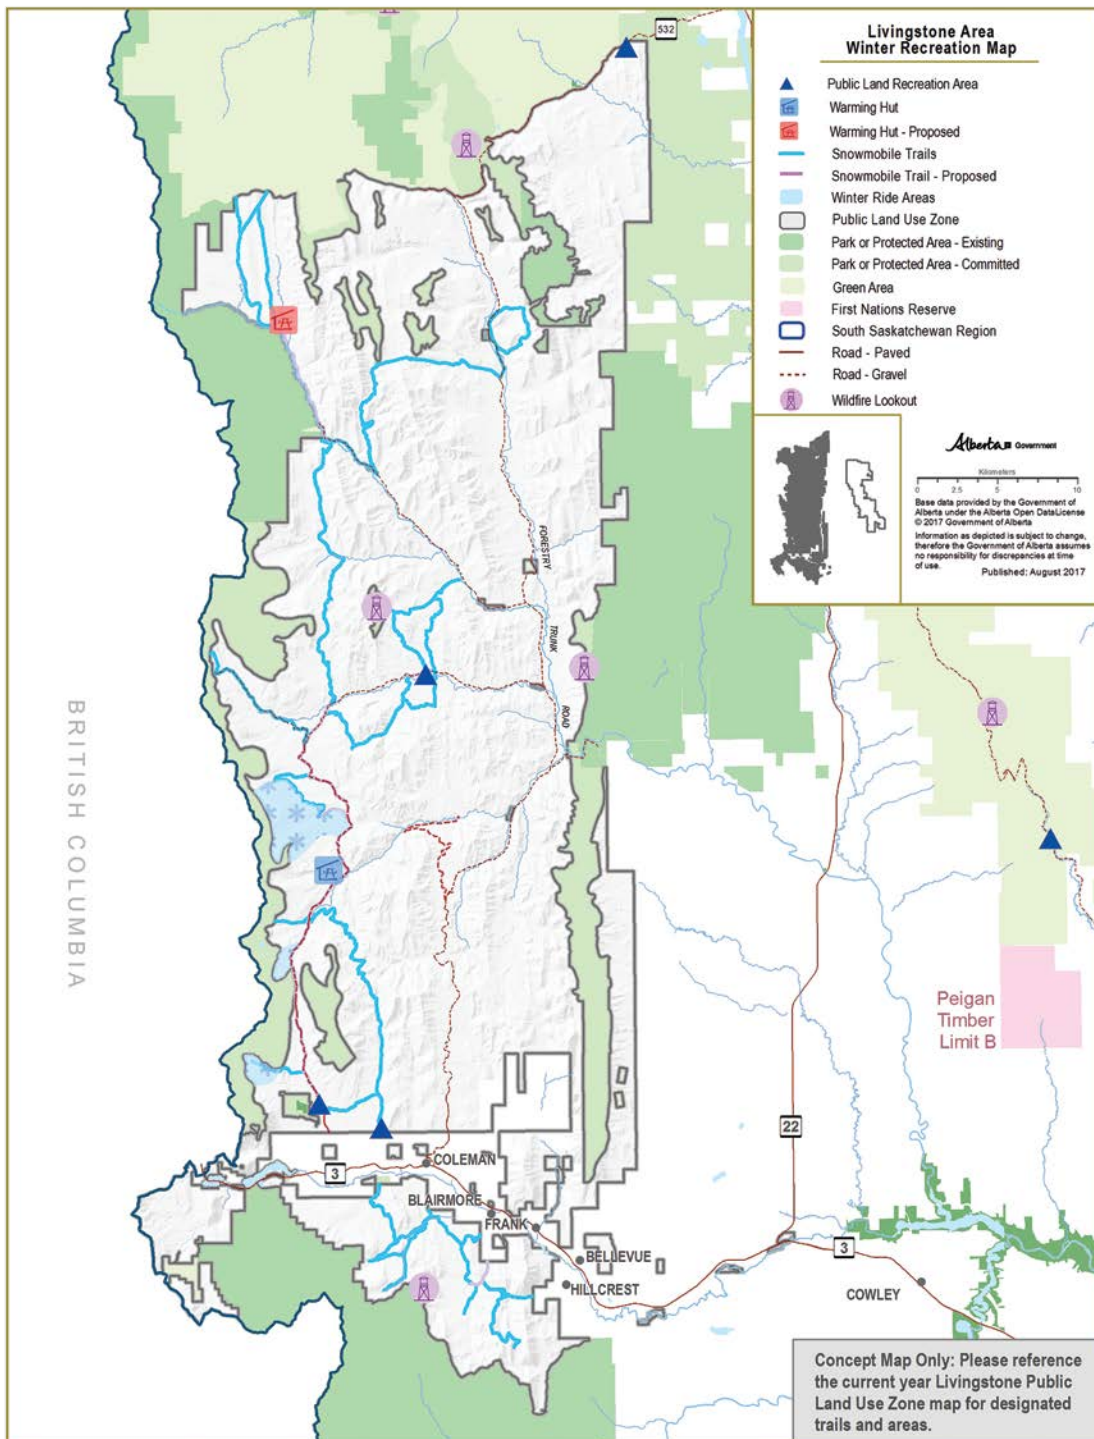 Livingstone Area
Winter Recreation Map
Public Land Recreation Area
Warming Hut
Warming Hut - Proposed
Snowmobile Trails
Snowmobile Trail - Proposed
Winter Ride Areas
Public Land Use Zone
Park or Protected Area - Existing
Park or Protected Area - Committed
Green Area
First Nations Reserve
South Saskatchewan Region
Road - Paved
Road - Gravel
Wildfire Lookout
Alberta Government
Kilometers
0 2.5 5 10
Base data provided by the Government of
Alberta under the Alberta Open DataLicense
© 2017 Government of Alberta
Information as depicted is subject to change,
therefore the Government of Alberta assumes
no responsibility for discrepancies at time
of use.
Published: August 2017
532
FORESTRY
TRUNK
ROAD
BRITISH COLUMBIA
Peigan
Timber
Limit B
22
3
COLEMAN
BLAIRMORE
FRANK
BELLEVUE
HILLCREST
3
COWLEY
Concept Map Only: Please reference
the current year Livingstone Public
Land Use Zone map for designated
trails and areas.